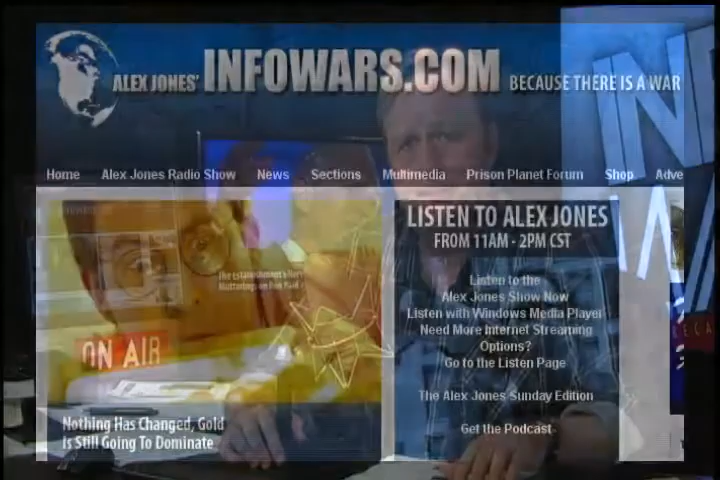 ALEX JONES' INFOWARS.COM BECAUSE THERE IS A WAR
Home Alex Jones Radio Show News Sections Multimedia Prison Planet Forum Shop Adve
LISTEN TO ALEX JONES
FROM 11AM - 2PM CST
Listen to the
Alex Jones Show Now
Listen with Windows Media Player
Need More Internet Streaming
Options?
Go to the Listen Page
The Alex Jones Sunday Edition
Get the Podcast
ON AIR
Nothing Has Changed, Gold
Is Still Going To Dominate